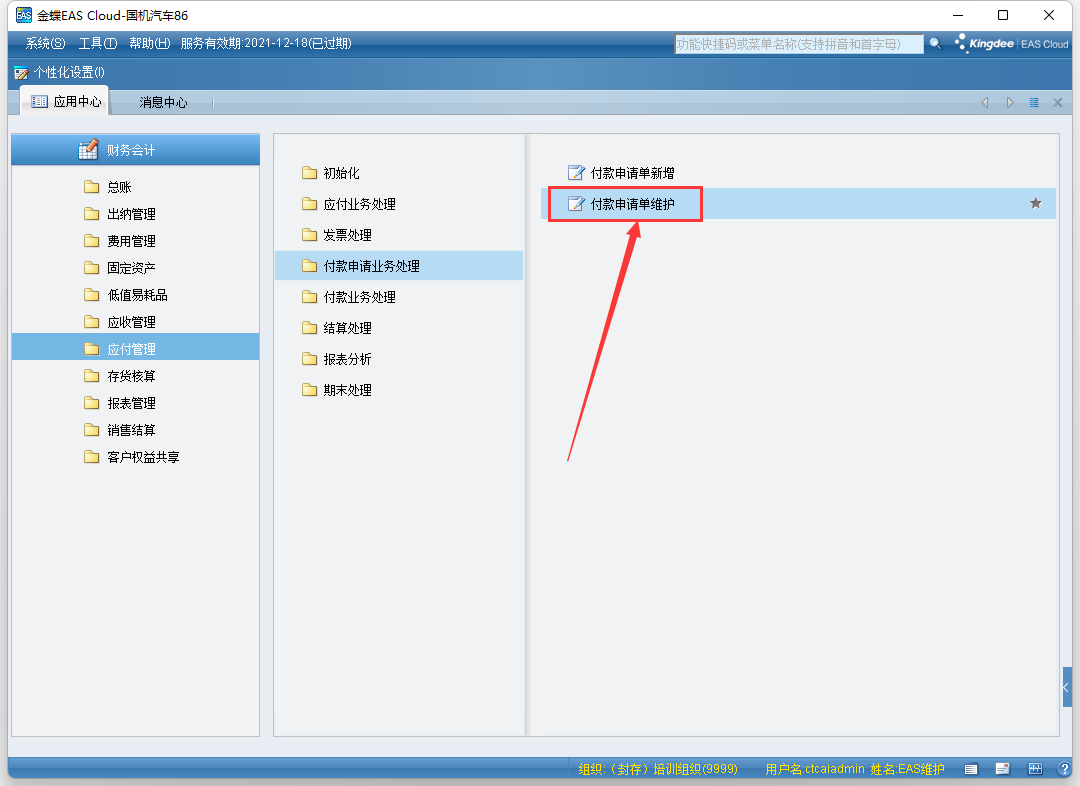 金蝶EAS Cloud-国机汽车86
系统(S) 工具(T) 帮助(H) 服务有效期:2021-12-18(已过期)
功能快捷码或菜单名称(支持拼音和首字母)
Kingdee EAS Cloud
个性化设置(I)
应用中心
消息中心
财务会计
总账
出纳管理
费用管理
固定资产
低值易耗品
应收管理
应付管理
存货核算
报表管理
销售结算
客户权益共享
初始化
应付业务处理
发票处理
付款申请业务处理
付款业务处理
结算处理
报表分析
期末处理
付款申请单新增
付款申请单维护
组织:（封存）培训组织(9999) 用户名:ctcaiadmin 姓名:EAS维护